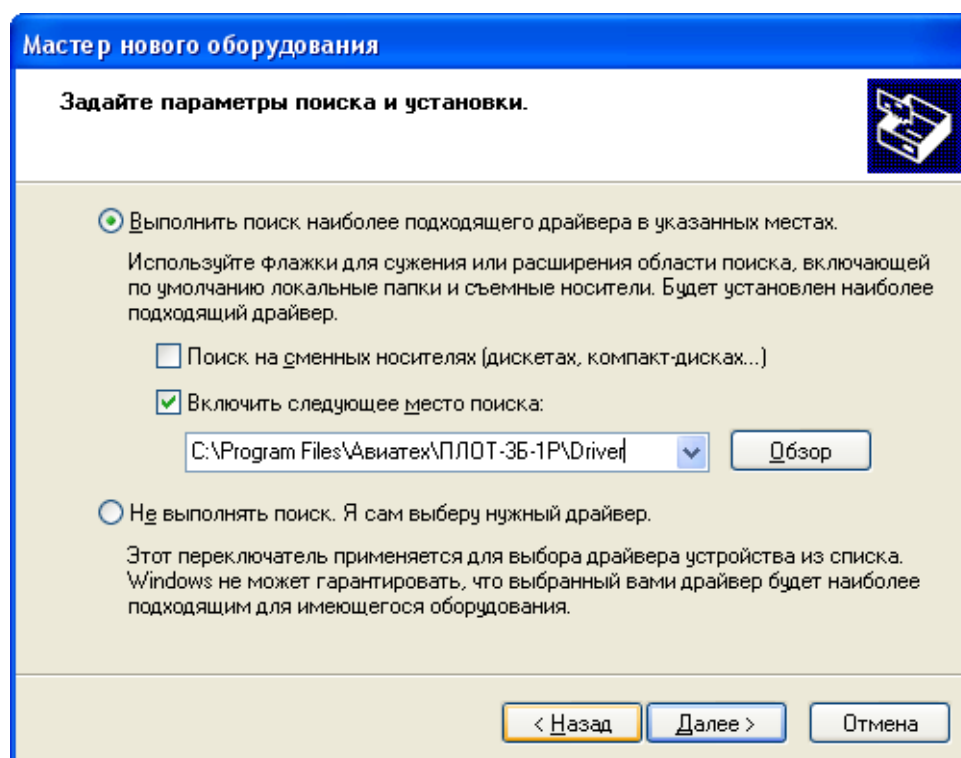 Мастер нового оборудования
Задайте параметры поиска и установки.
Выполнить поиск наиболее подходящего драйвера в указанных местах.
Используйте флажки для сужения или расширения области поиска, включающей
по умолчанию локальные папки и съемные носители. Будет установлен наиболее
подходящий драйвер.
Поиск на сменных носителях (дискетах, компакт-дисках...)
Включить следующее место поиска:
C:\Program Files\Авиатех\ПЛОТ-3Б-1Р\Driver
Обзор
Не выполнять поиск. Я сам выберу нужный драйвер.
Этот переключатель применяется для выбора драйвера устройства из списка.
Windows не может гарантировать, что выбранный вами драйвер будет наиболее
подходящим для имеющегося оборудования.
< Назад Далее > Отмена